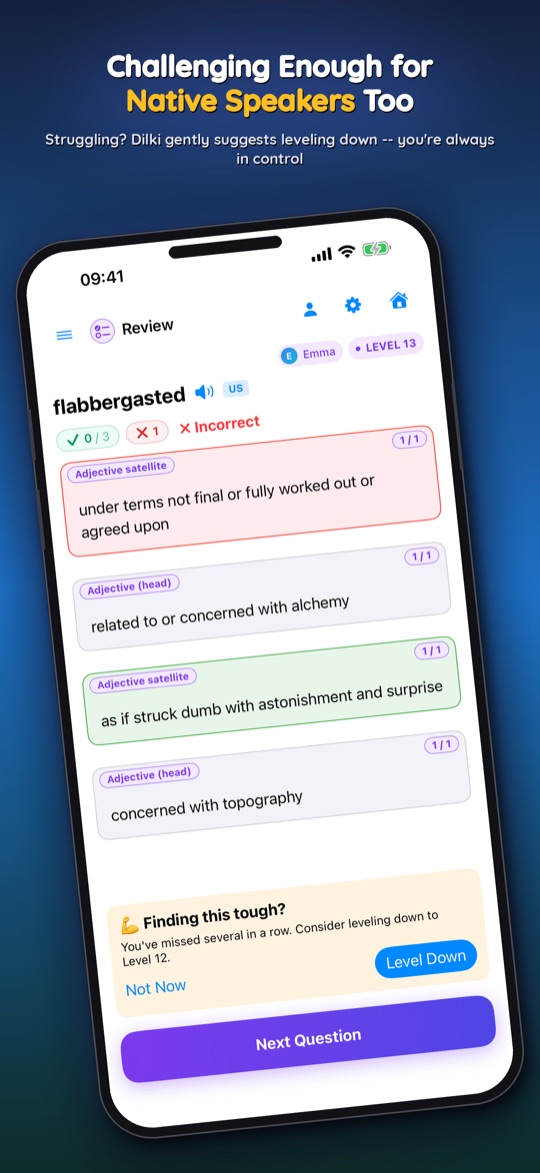 Challenging Enough for
Native Speakers Too
Struggling? Dilki gently suggests leveling down -- you're always
in control
09:41
Review
E Emma • LEVEL 13
flabbergasted US
0 / 3 1 Incorrect
Adjective satellite 1 / 1
under terms not final or fully worked out or
agreed upon
Adjective (head) 1 / 1
related to or concerned with alchemy
Adjective satellite 1 / 1
as if struck dumb with astonishment and surprise
Adjective (head) 1 / 1
concerned with topography
Finding this tough?
You've missed several in a row. Consider leveling down to
Level 12.
Not Now Level Down
Next Question